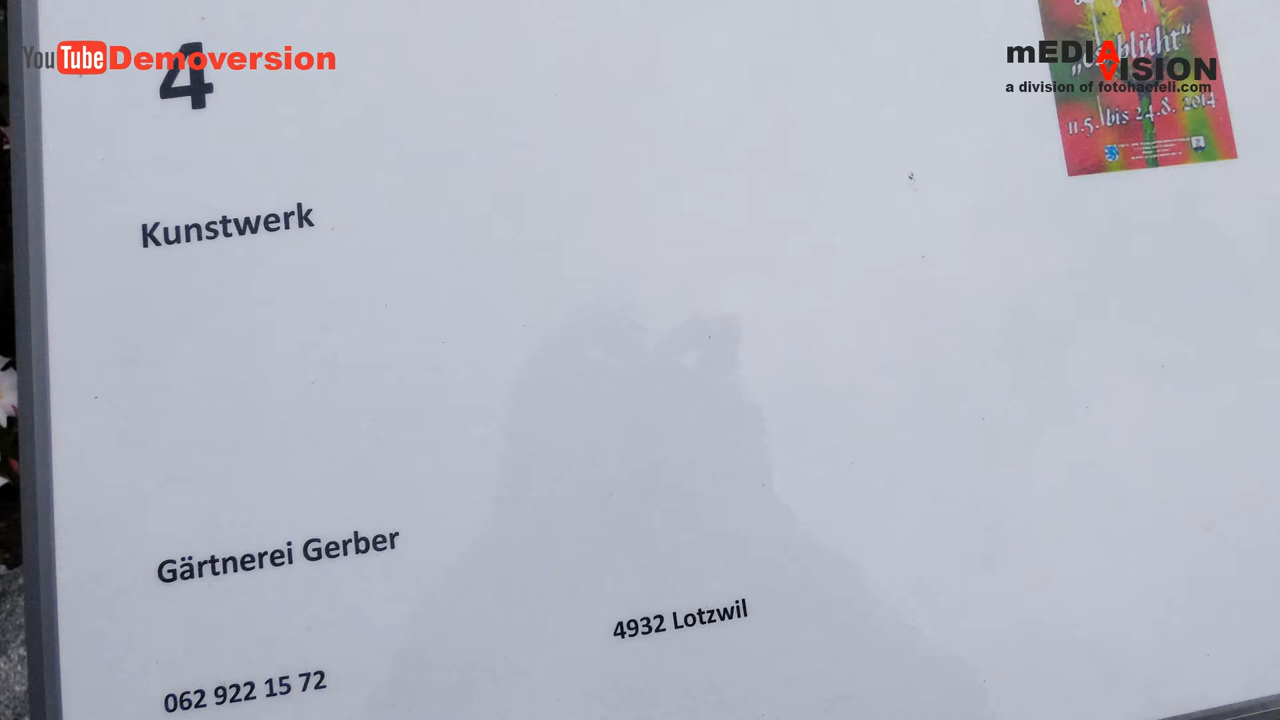 YouTube Demoversion
mEDIA
VISION
a division of fotohaefeli.com
4
blüht“
11.5. bis 24.8. 2014
Kunstwerk
Gärtnerei Gerber
4932 Lotzwil
062 922 15 72